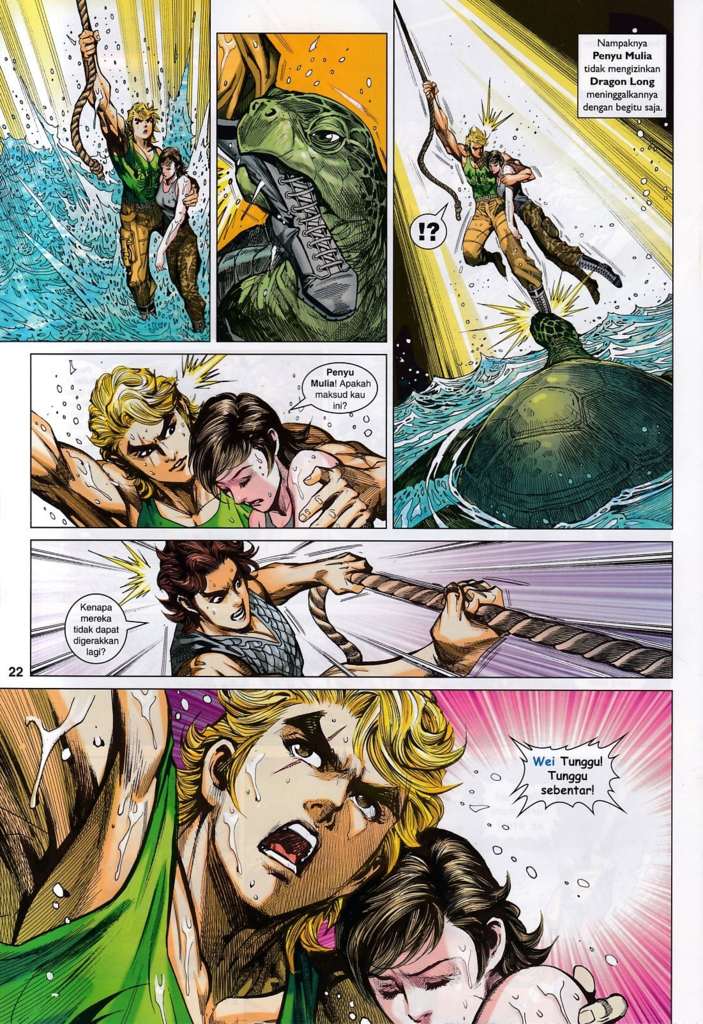 Nampaknya
Penyu Mulia
tidak mengizinkan
Dragon Long
meninggalkannya
dengan begitu saja.
!?
Penyu
Mulia! Apakah
maksud kau
ini?
Kenapa
mereka
tidak dapat
digerakkan
lagi?
22
Wei Tunggu!
Tunggu
sebentar!